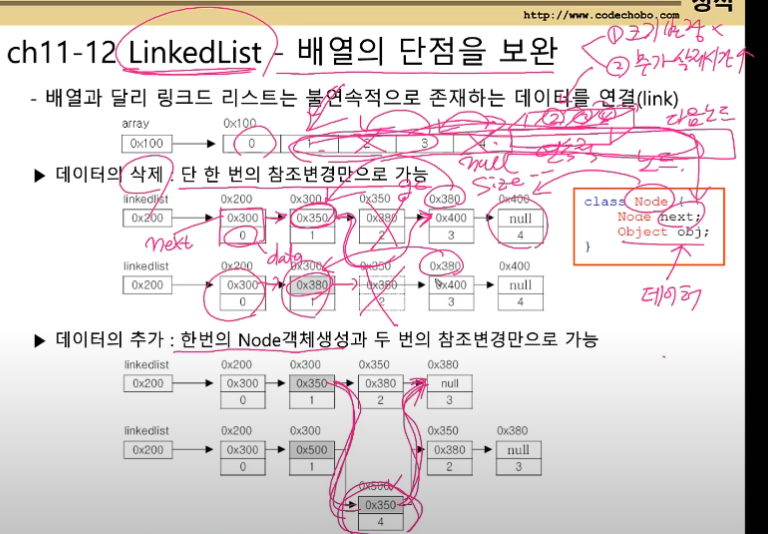 정석
http://www.codechobo.com
ch11-12 LinkedList - 배열의 단점을 보완
① 크기변경 ×
② 추가 삭제시간 ↑
- 배열과 달리 링크드 리스트는 불연속적으로 존재하는 데이터를 연결(link)
array 0x100
0x100 0 1 2 3 4
② ③ ④
다음노드
연속적
노드
null
size
▶ 데이터의 삭제 : 단 한 번의 참조변경만으로 가능
linkedlist 0x200 0x300 0x350 0x380 0x400
0x200 0x300 0x350 0x380 0x400 null
0 1 2 3 4
next
data
class Node {
Node next;
Object obj;
}
데이터
linkedlist 0x200 0x300 0x350 0x380 0x400
0x200 0x300 0x380 0x380 0x400 null
0 1 2 3 4
▶ 데이터의 추가 : 한번의 Node객체생성과 두 번의 참조변경만으로 가능
linkedlist 0x200 0x300 0x350 0x380
0x200 0x300 0x350 0x380 null
0 1 2 3
linkedlist 0x200 0x300 0x350 0x380
0x200 0x300 0x500 0x380 null
0 1 2 3
0x500
0x350
4